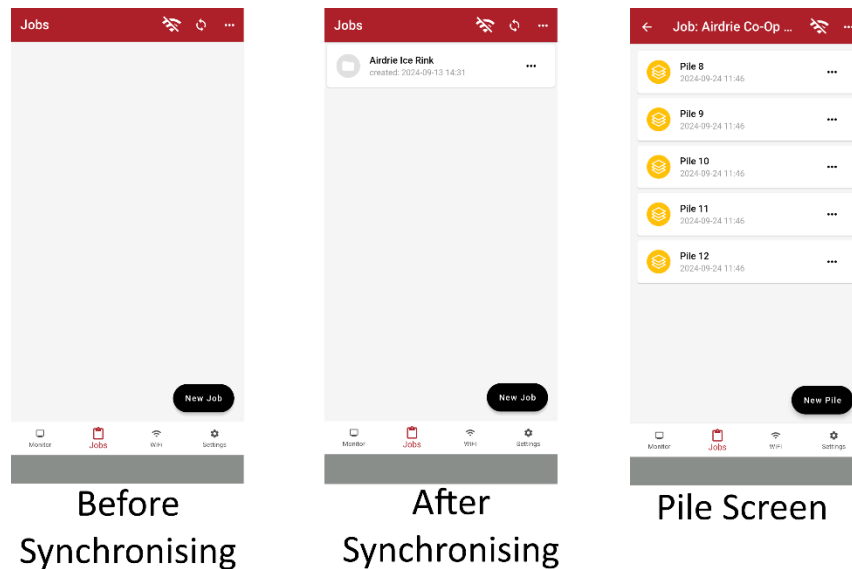 Jobs
New Job
Monitor
Jobs
WiFi
Settings
Before
Synchronising
Jobs
Airdrie Ice Rink
created: 2024-09-13 14:31
New Job
Monitor
Jobs
WiFi
Settings
After
Synchronising
Job: Airdrie Co-Op ...
Pile 8
2024-09-24 11:46
Pile 9
2024-09-24 11:46
Pile 10
2024-09-24 11:46
Pile 11
2024-09-24 11:46
Pile 12
2024-09-24 11:46
New Pile
Monitor
Jobs
WiFi
Settings
Pile Screen